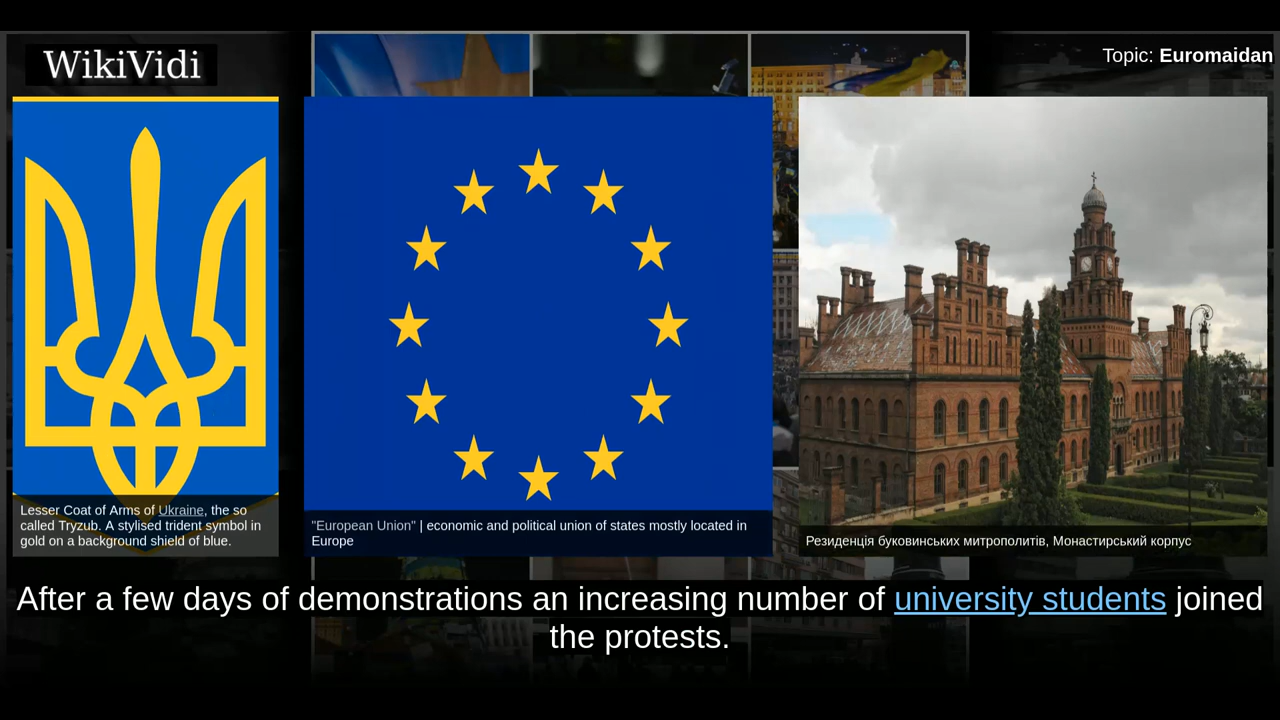 WikiVidi
Topic: Euromaidan
Lesser Coat of Arms of Ukraine, the so
called Tryzub. A stylised trident symbol in
gold on a background shield of blue.
"European Union" | economic and political union of states mostly located in
Europe
Резиденція буковинських митрополитів, Монастирський корпус
After a few days of demonstrations an increasing number of university students joined
the protests.